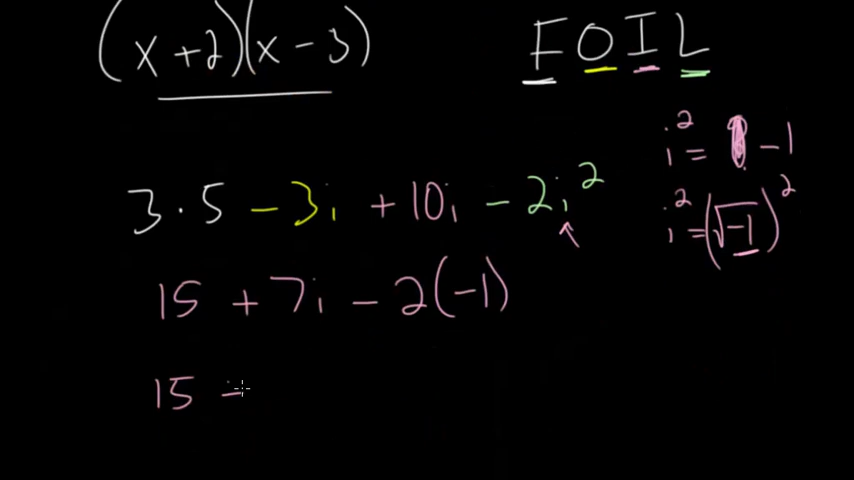 (x+2)(x-3) FOIL
i² = -1
3·5 -3i +10i -2i²
i² = (√-1)²
15 + 7i - 2(-1)
15